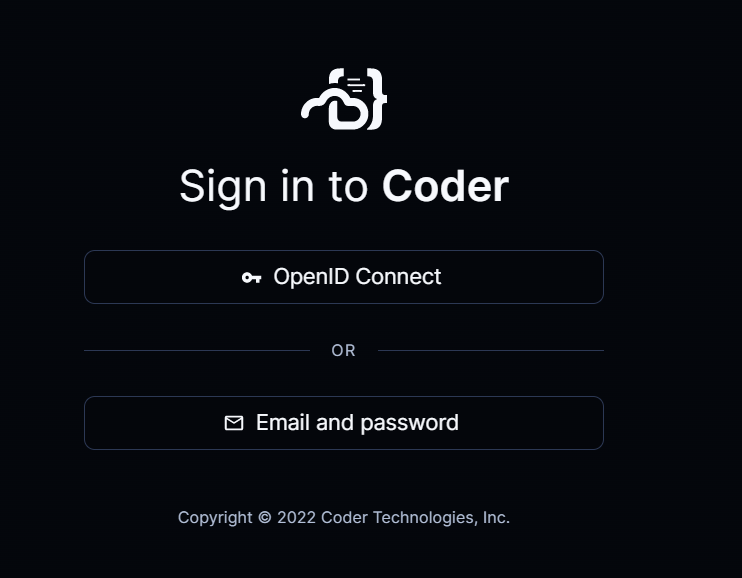 Sign in to Coder
OpenID Connect
OR
Email and password
Copyright © 2022 Coder Technologies, Inc.